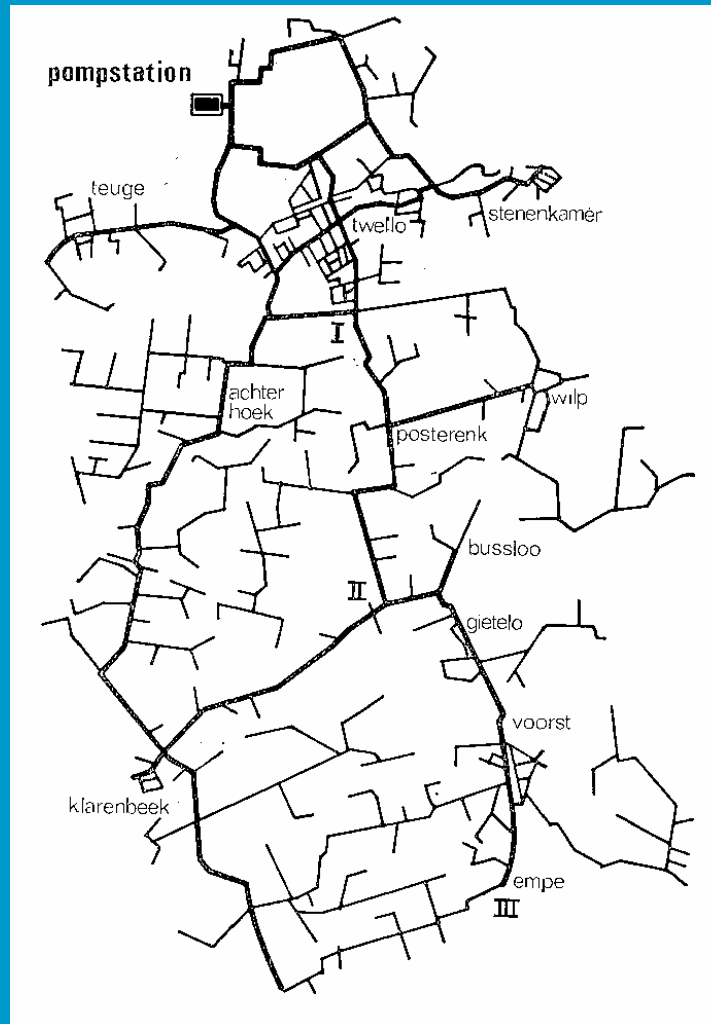 pompstation
teuge
stenenkamer
twello
I
achter
hoek
wilp
posterenk
bussloo
II
gietelo
voorst
klarenbeek
empe
III